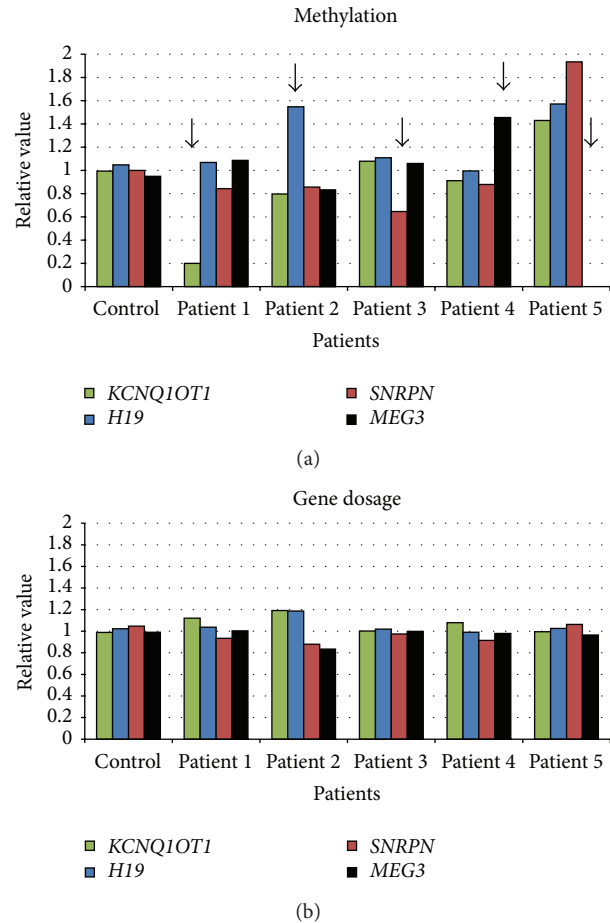 Methylation
Relative value
2
1.8
1.6
1.4
1.2
1
0.8
0.6
0.4
0.2
0
Control Patient 1 Patient 2 Patient 3 Patient 4 Patient 5
Patients
KCNQ1OT1 SNRPN
H19 MEG3
(a)
Gene dosage
Relative value
2
1.8
1.6
1.4
1.2
1
0.8
0.6
0.4
0.2
0
Control Patient 1 Patient 2 Patient 3 Patient 4 Patient 5
Patients
KCNQ1OT1 SNRPN
H19 MEG3
(b)